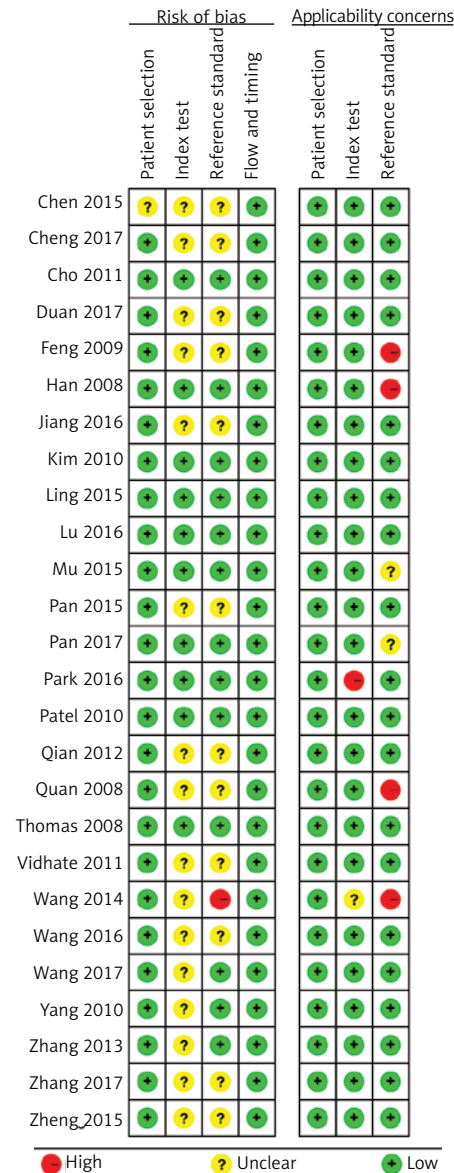 Risk of bias Applicability concerns
Patient selection
Index test
Reference standard
Flow and timing
Patient selection
Index test
Reference standard
Chen 2015 ? ? ? + + + +
Cheng 2017 + ? ? + + + +
Cho 2011 + + + + + + +
Duan 2017 + ? ? + + + +
Feng 2009 + ? ? + + + -
Han 2008 + + + + + + -
Jiang 2016 + ? ? + + + +
Kim 2010 + + + + + + +
Ling 2015 + + + + + + +
Lu 2016 + + + + + + +
Mu 2015 + + + + + + ?
Pan 2015 + ? ? + + + +
Pan 2017 + + + + + + ?
Park 2016 + + + + + - +
Patel 2010 + + + + + + +
Qian 2012 + ? ? + + + +
Quan 2008 + ? ? + + + -
Thomas 2008 + + + + + + +
Vidhate 2011 + ? ? + + + +
Wang 2014 + ? - + + ? -
Wang 2016 + ? ? + + + +
Wang 2017 + ? + + + + +
Yang 2010 + ? + + + + +
Zhang 2013 + ? + + + + +
Zhang 2017 + ? ? + + + +
Zheng 2015 + ? ? + + + +
- High ? Unclear + Low